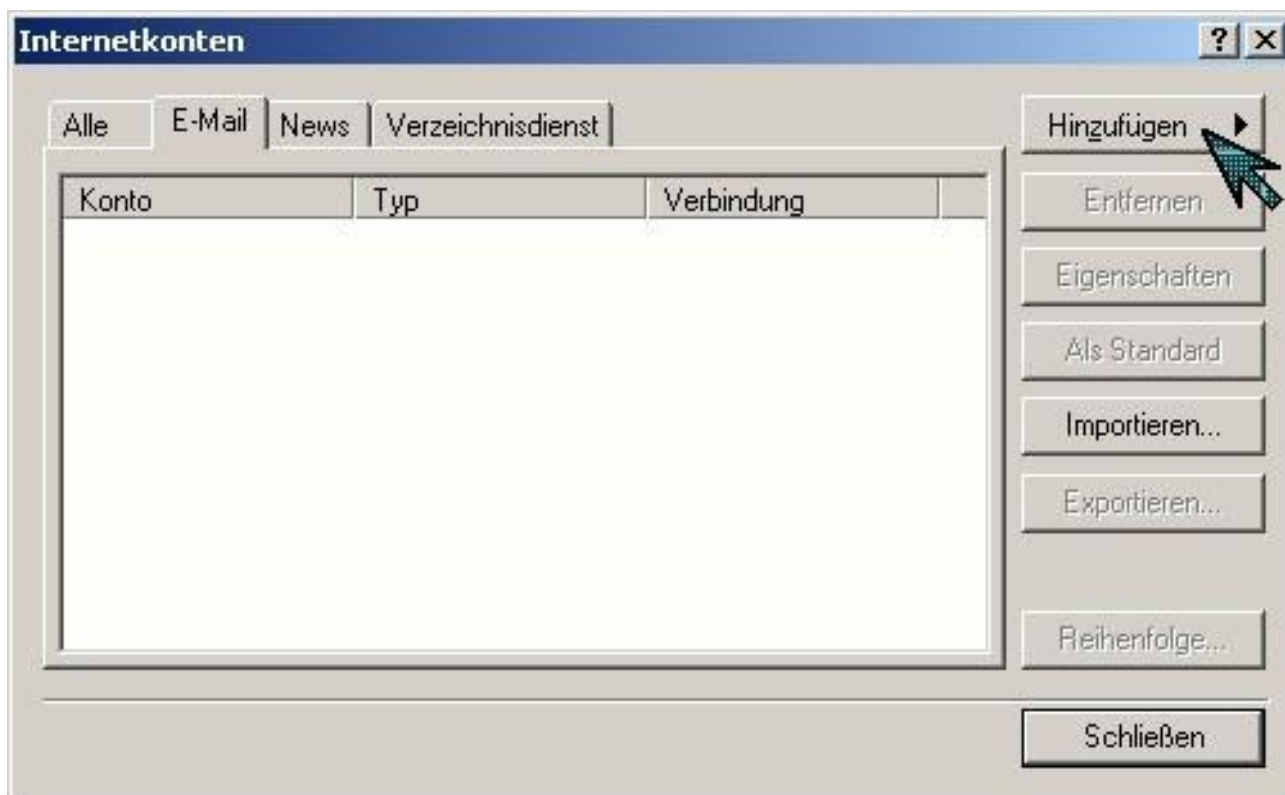 Internetkonten
Alle E-Mail News Verzeichnisdienst
Konto Typ Verbindung
Hinzufügen
Entfernen
Eigenschaften
Als Standard
Importieren...
Exportieren...
Reihenfolge...
Schließen